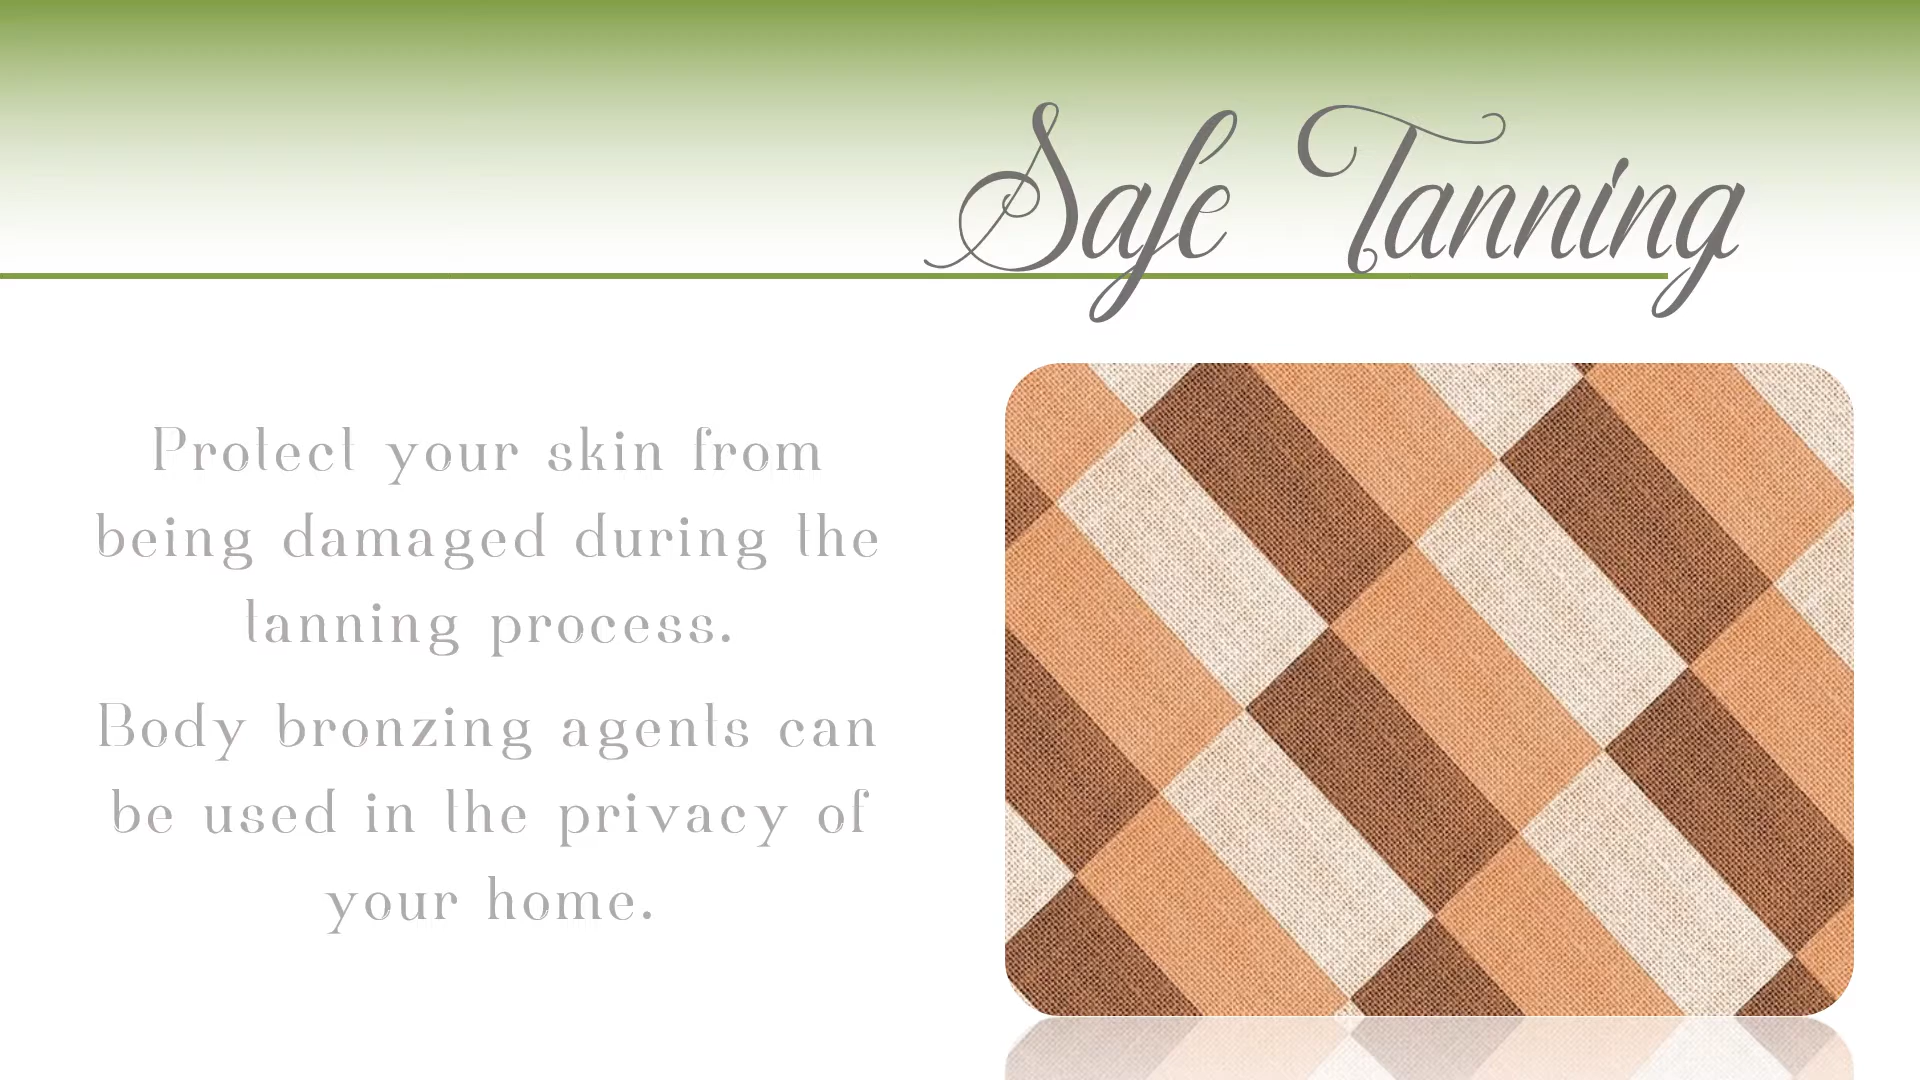 Safe Tanning
Protect your skin from
being damaged during the
tanning process.
Body bronzing agents can
be used in the privacy of
your home.